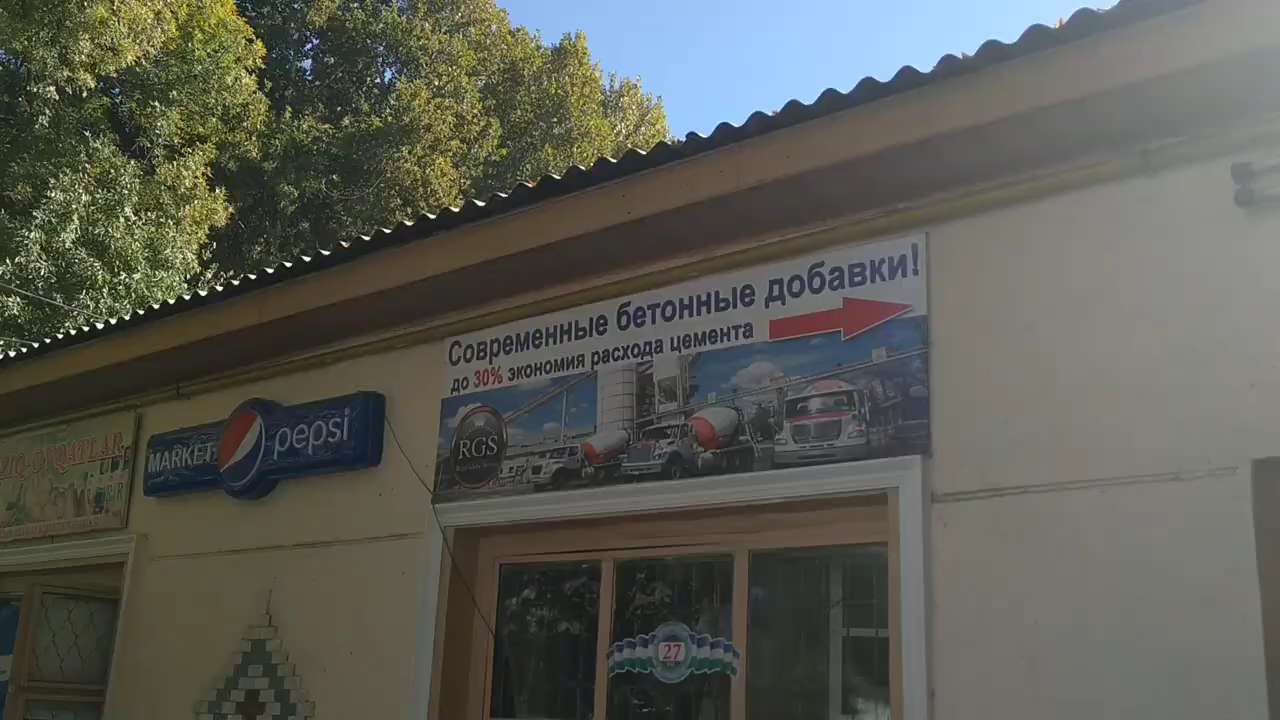 Современные бетонные добавки!
до 30% экономия расхода цемента
RGS
MARKET pepsi
27